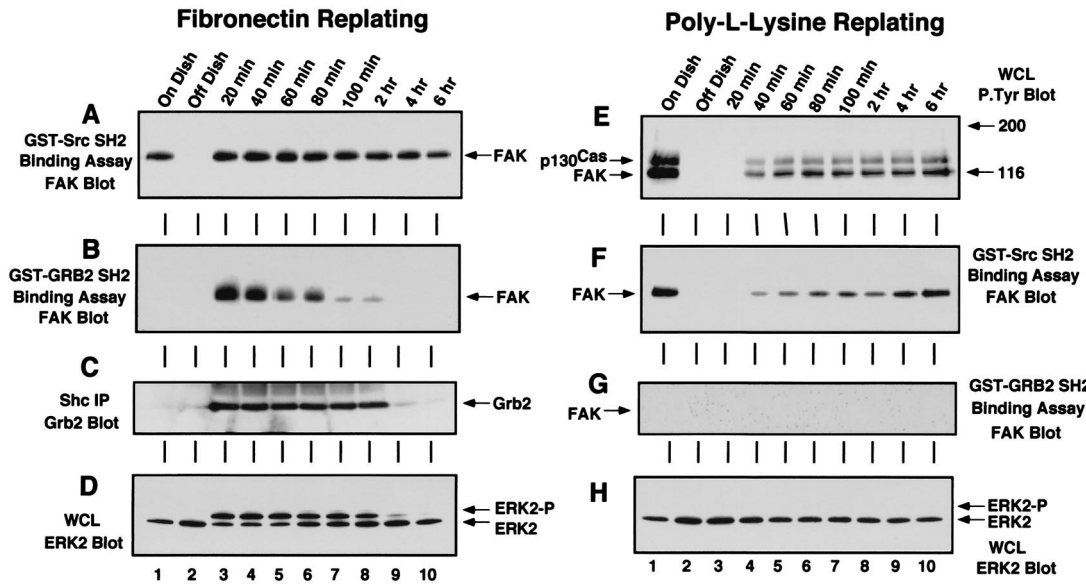 Fibronectin Replating
On Dish
Off Dish
20 min
40 min
60 min
80 min
100 min
2 hr
4 hr
6 hr
A
GST-Src SH2
Binding Assay
FAK Blot
FAK
B
GST-GRB2 SH2
Binding Assay
FAK Blot
FAK
C
Shc IP
Grb2 Blot
Grb2
D
WCL
ERK2 Blot
ERK2-P
ERK2
1 2 3 4 5 6 7 8 9 10
Poly-L-Lysine Replating
On Dish
Off Dish
20 min
40 min
60 min
80 min
100 min
2 hr
4 hr
6 hr
WCL
P.Tyr Blot
E
p130Cas
FAK
200
116
F
FAK
GST-Src SH2
Binding Assay
FAK Blot
G
FAK
GST-GRB2 SH2
Binding Assay
FAK Blot
H
ERK2-P
ERK2
WCL
ERK2 Blot
1 2 3 4 5 6 7 8 9 10